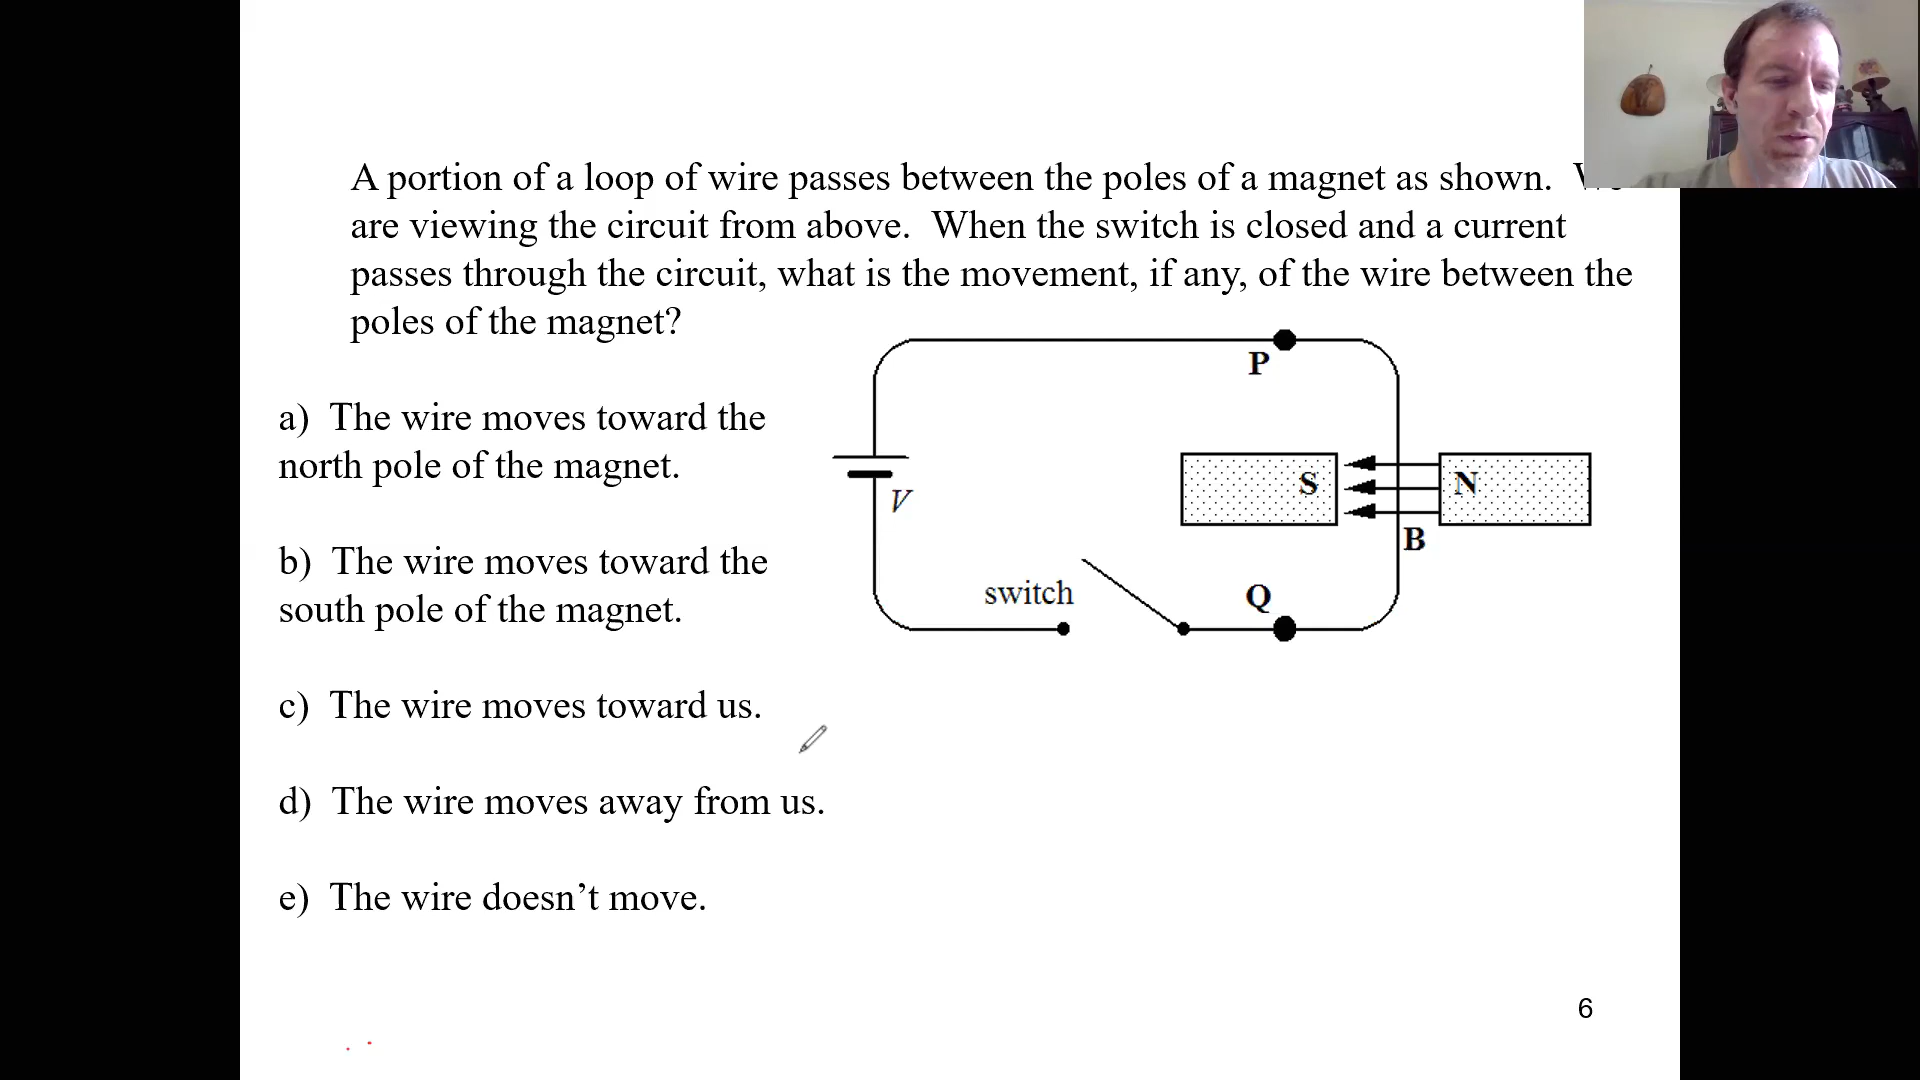 A portion of a loop of wire passes between the poles of a magnet as shown.
are viewing the circuit from above. When the switch is closed and a current
passes through the circuit, what is the movement, if any, of the wire between the
poles of the magnet?
P
a) The wire moves toward the
north pole of the magnet.
S
N
V
B
b) The wire moves toward the
south pole of the magnet.
switch
Q
c) The wire moves toward us.
d) The wire moves away from us.
e) The wire doesn’t move.
6